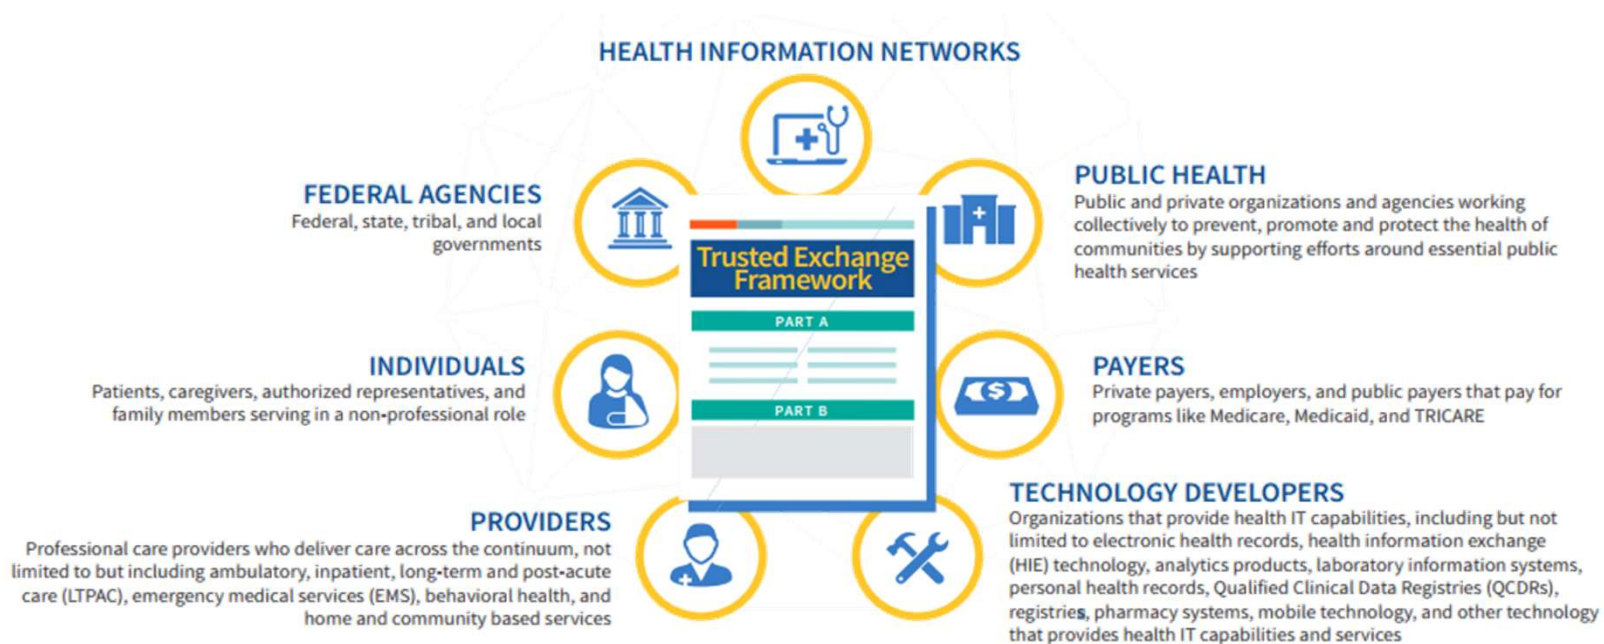 HEALTH INFORMATION NETWORKS
FEDERAL AGENCIES
Federal, state, tribal, and local
governments
PUBLIC HEALTH
Public and private organizations and agencies working
collectively to prevent, promote and protect the health of
communities by supporting efforts around essential public
health services
Trusted Exchange
Framework
PART A
PART B
INDIVIDUALS
Patients, caregivers, authorized representatives, and
family members serving in a non-professional role
PAYERS
Private payers, employers, and public payers that pay for
programs like Medicare, Medicaid, and TRICARE
PROVIDERS
Professional care providers who deliver care across the continuum, not
limited to but including ambulatory, inpatient, long-term and post-acute
care (LTPAC), emergency medical services (EMS), behavioral health, and
home and community based services
TECHNOLOGY DEVELOPERS
Organizations that provide health IT capabilities, including but not
limited to electronic health records, health information exchange
(HIE) technology, analytics products, laboratory information systems,
personal health records, Qualified Clinical Data Registries (QCDRs),
registries, pharmacy systems, mobile technology, and other technology
that provides health IT capabilities and services